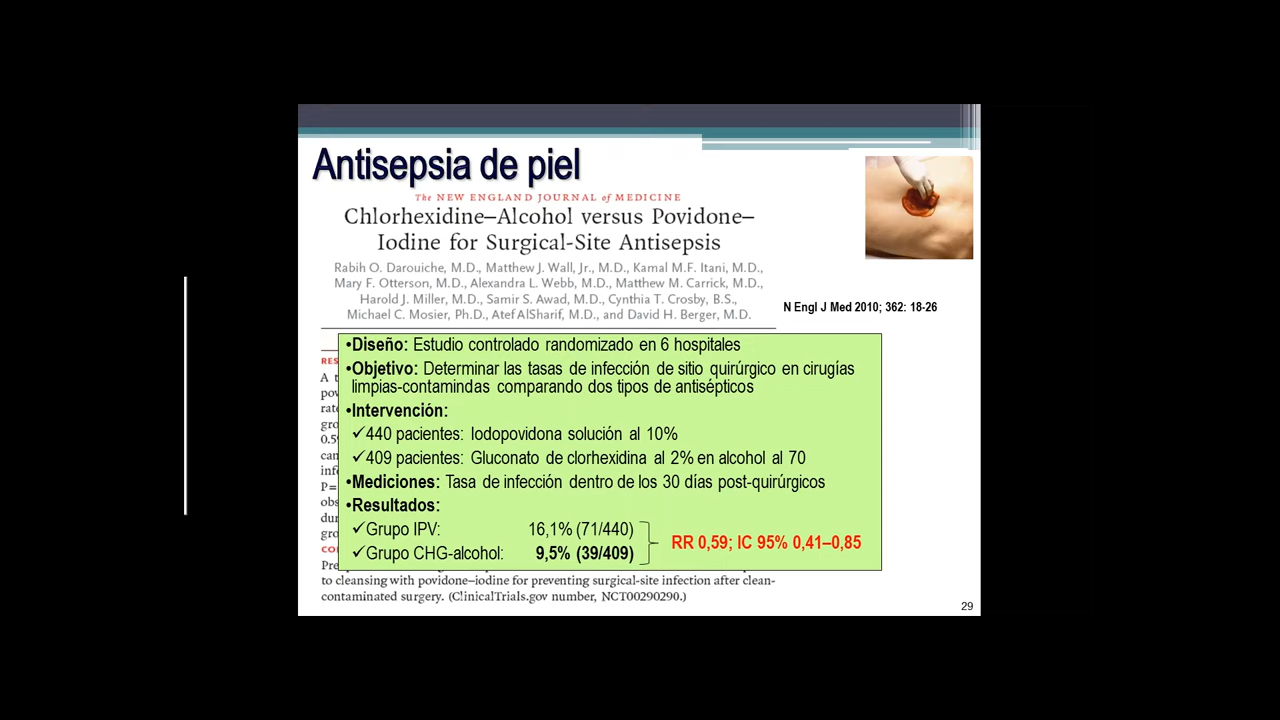 Antisepsia de piel
The NEW ENGLAND JOURNAL of MEDICINE
Chlorhexidine–Alcohol versus Povidone–
Iodine for Surgical-Site Antisepsis
Rabih O. Darouiche, M.D., Matthew J. Wall, Jr., M.D., Kamal M.F. Itani, M.D.,
Mary F. Otterson, M.D., Alexandra L. Webb, M.D., Matthew M. Carrick, M.D.,
Harold J. Miller, M.D., Samir S. Awad, M.D., Cynthia T. Crosby, B.S.,
Michael C. Mosier, Ph.D., Atef AlSharif, M.D., and David H. Berger, M.D.
N Engl J Med 2010; 362: 18-26
•Diseño: Estudio controlado randomizado en 6 hospitales
•Objetivo: Determinar las tasas de infección de sitio quirúrgico en cirugías
limpias-contamindas comparando dos tipos de antisépticos
•Intervención:
✓440 pacientes: Iodopovidona solución al 10%
✓409 pacientes: Gluconato de clorhexidina al 2% en alcohol al 70
•Mediciones: Tasa de infección dentro de los 30 días post-quirúrgicos
•Resultados:
✓Grupo IPV: 16,1% (71/440)
✓Grupo CHG-alcohol: 9,5% (39/409)
RR 0,59; IC 95% 0,41–0,85
to cleansing with povidone–iodine for preventing surgical-site infection after clean-
contaminated surgery. (ClinicalTrials.gov number, NCT00290290.)
29